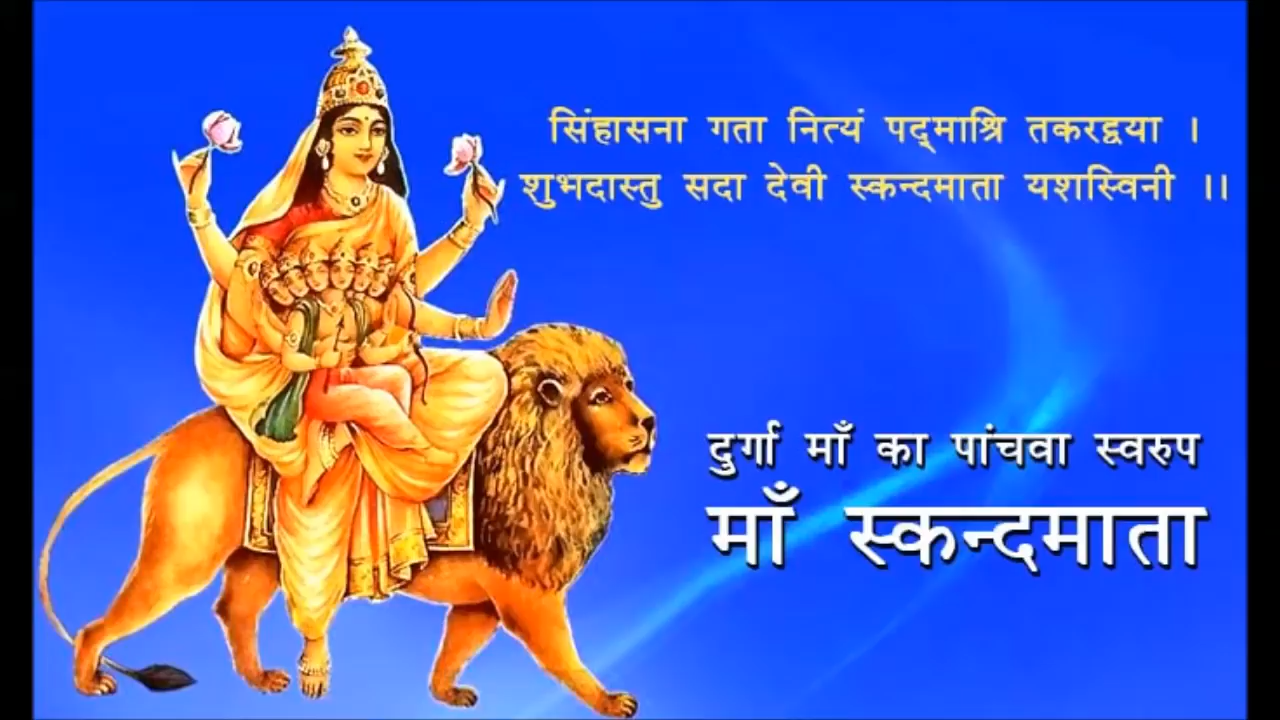 सिंहासना गता नित्यं पद्माश्रि तकरद्वया ।
शुभदास्तु सदा देवी स्कन्दमाता यशस्विनी ।।
दुर्गा माँ का पांचवा स्वरुप
माँ स्कन्दमाता